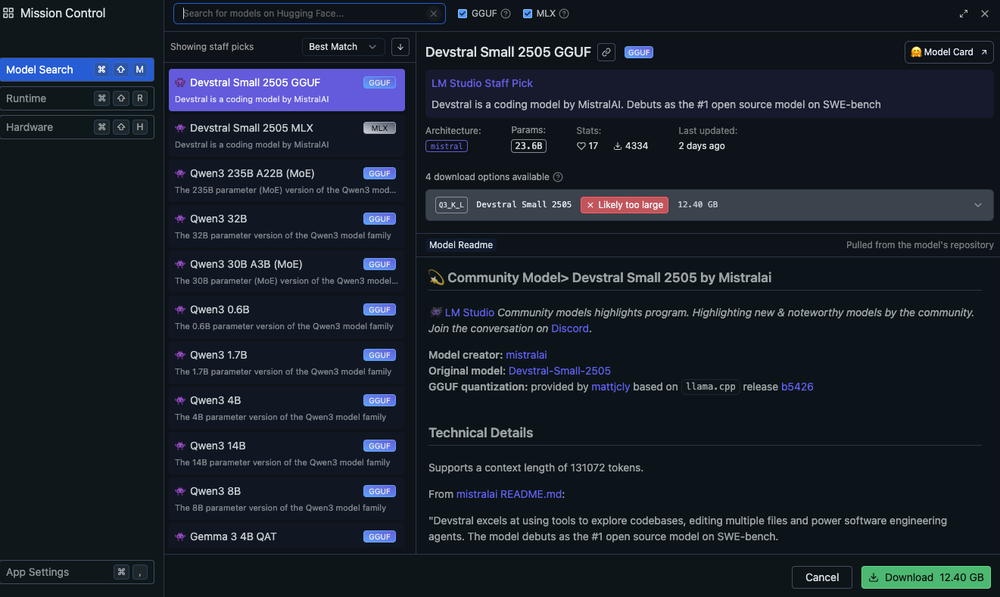 Mission Control
Model Search ⌘ ⇧ M
Runtime ⌘ ⇧ R
Hardware ⌘ ⇧ H
App Settings ⌘ ,
Search for models on Hugging Face...
GGUF
MLX
Showing staff picks
Best Match
Devstral Small 2505 GGUF GGUF
Devstral is a coding model by MistralAI
Devstral Small 2505 MLX MLX
Devstral is a coding model by MistralAI
Qwen3 235B A22B (MoE) GGUF
The 235B parameter (MoE) version of the Qwen3 mod...
Qwen3 32B GGUF
The 32B parameter version of the Qwen3 model family
Qwen3 30B A3B (MoE) GGUF
The 30B parameter (MoE) version of the Qwen3 model...
Qwen3 0.6B GGUF
The 0.6B parameter version of the Qwen3 model family
Qwen3 1.7B GGUF
The 1.7B parameter version of the Qwen3 model family
Qwen3 4B GGUF
The 4B parameter version of the Qwen3 model family
Qwen3 14B GGUF
The 14B parameter version of the Qwen3 model family
Qwen3 8B GGUF
The 8B parameter version of the Qwen3 model family
Gemma 3 4B QAT GGUF
Devstral Small 2505 GGUF GGUF
🤗 Model Card ↗
LM Studio Staff Pick
Devstral is a coding model by MistralAI. Debuts as the #1 open source model on SWE-bench
Architecture: Params: Stats: Last updated:
mistral 23.6B 17 4334 2 days ago
4 download options available
Q3_K_L Devstral Small 2505 × Likely too large 12.40 GB
Model Readme Pulled from the model's repository
💫 Community Model> Devstral Small 2505 by Mistralai
👾 LM Studio Community models highlights program. Highlighting new & noteworthy models by the community.
Join the conversation on Discord.
Model creator: mistralai
Original model: Devstral-Small-2505
GGUF quantization: provided by mattjcly based on llama.cpp release b5426
Technical Details
Supports a context length of 131072 tokens.
From mistralai README.md:
"Devstral excels at using tools to explore codebases, editing multiple files and power software engineering
agents. The model debuts as the #1 open source model on SWE-bench.
Cancel
Download 12.40 GB